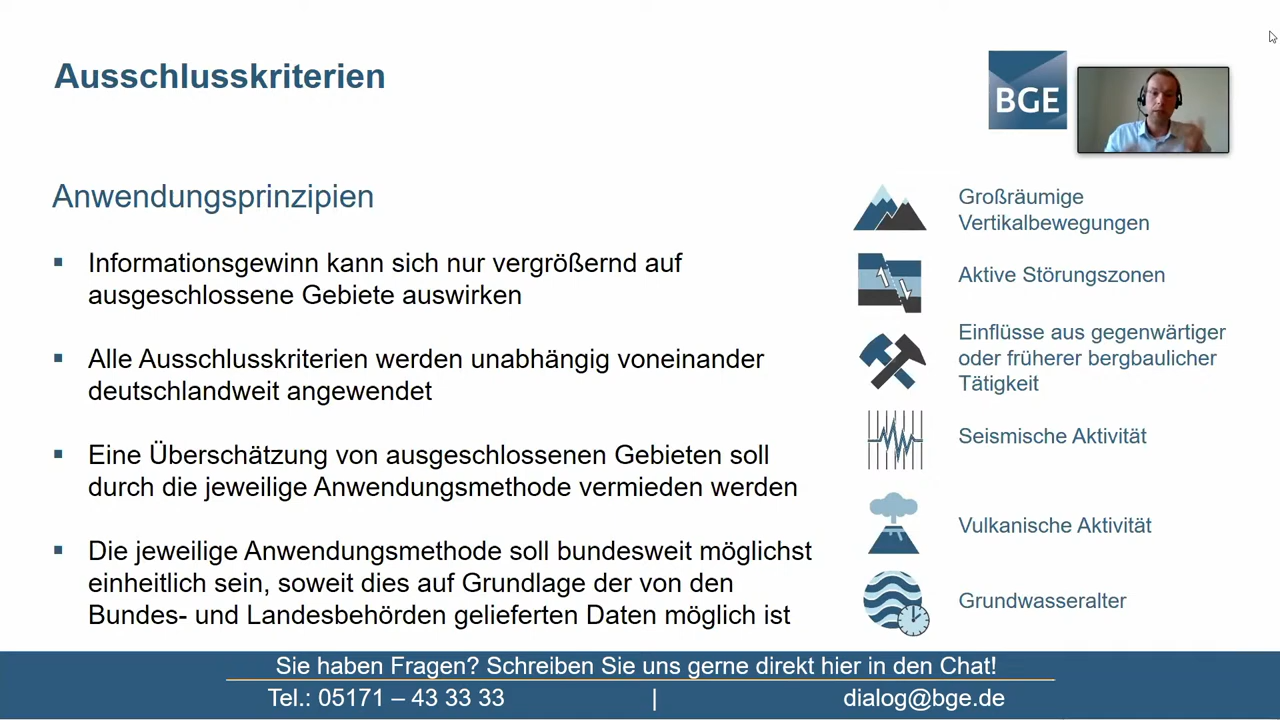 Ausschlusskriterien
BGE
Anwendungsprinzipien
▪ Informationsgewinn kann sich nur vergrößernd auf
ausgeschlossene Gebiete auswirken
▪ Alle Ausschlusskriterien werden unabhängig voneinander
deutschlandweit angewendet
▪ Eine Überschätzung von ausgeschlossenen Gebieten soll
durch die jeweilige Anwendungsmethode vermieden werden
▪ Die jeweilige Anwendungsmethode soll bundesweit möglichst
einheitlich sein, soweit dies auf Grundlage der von den
Bundes- und Landesbehörden gelieferten Daten möglich ist
Großräumige
Vertikalbewegungen
Aktive Störungszonen
Einflüsse aus gegenwärtiger
oder früherer bergbaulicher
Tätigkeit
Seismische Aktivität
Vulkanische Aktivität
Grundwasseralter
Sie haben Fragen? Schreiben Sie uns gerne direkt hier in den Chat!
Tel.: 05171 – 43 33 33 | dialog@bge.de